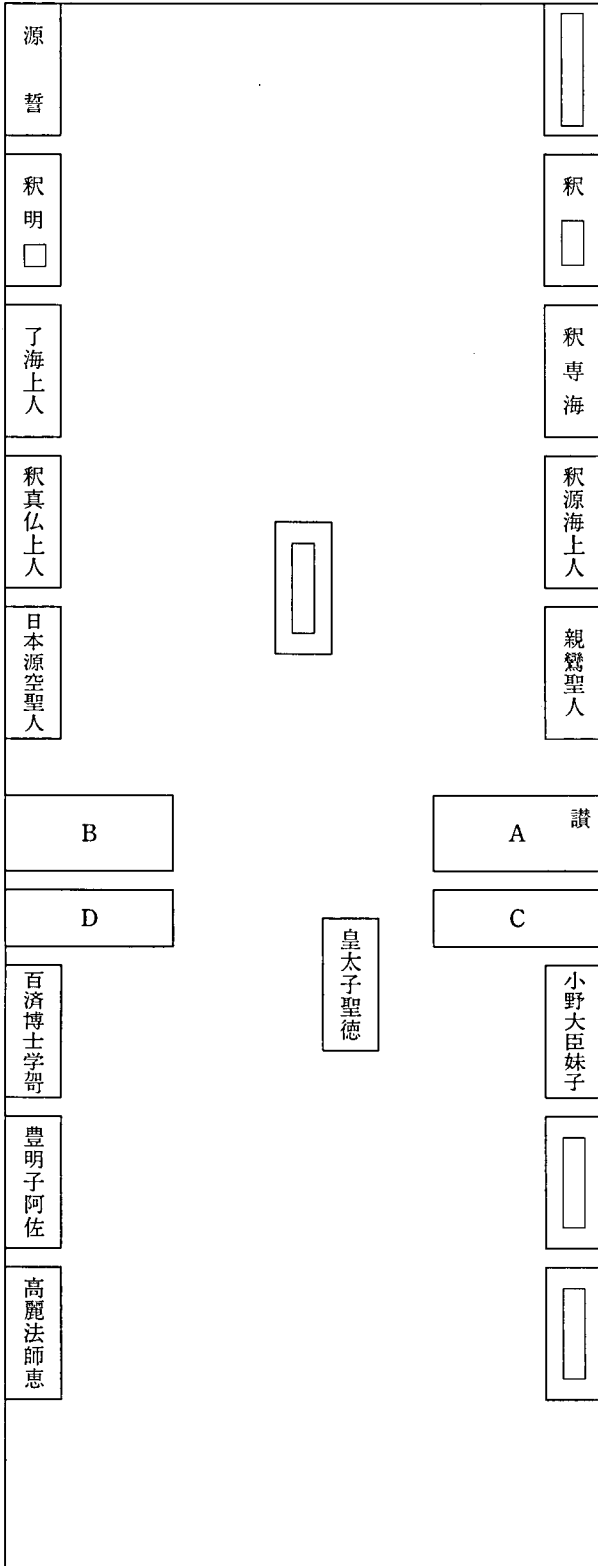 源誓
釈明□
了海上人
釈真仏上人
日本源空聖人
釈□
釈専海
釈源海上人
親鸞聖人
讃
A
B
C
D
皇太子聖徳
小野大臣妹子
百済博士学哿
豊明子阿佐
高麗法師恵